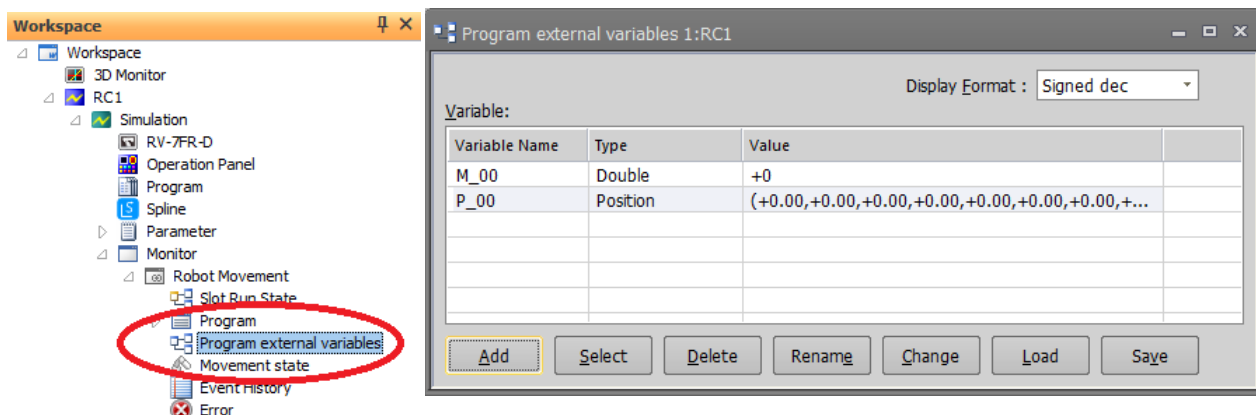 Workspace
Workspace
3D Monitor
RC1
Simulation
RV-7FR-D
Operation Panel
Program
Spline
Parameter
Monitor
Robot Movement
Slot Run State
Program
Program external variables
Movement state
Event History
Error
Program external variables 1:RC1
Display Format : Signed dec
Variable:
Variable Name Type Value
M_00 Double +0
P_00 Position (+0.00,+0.00,+0.00,+0.00,+0.00,+0.00,+0.00,+...
Add Select Delete Rename Change Load Save